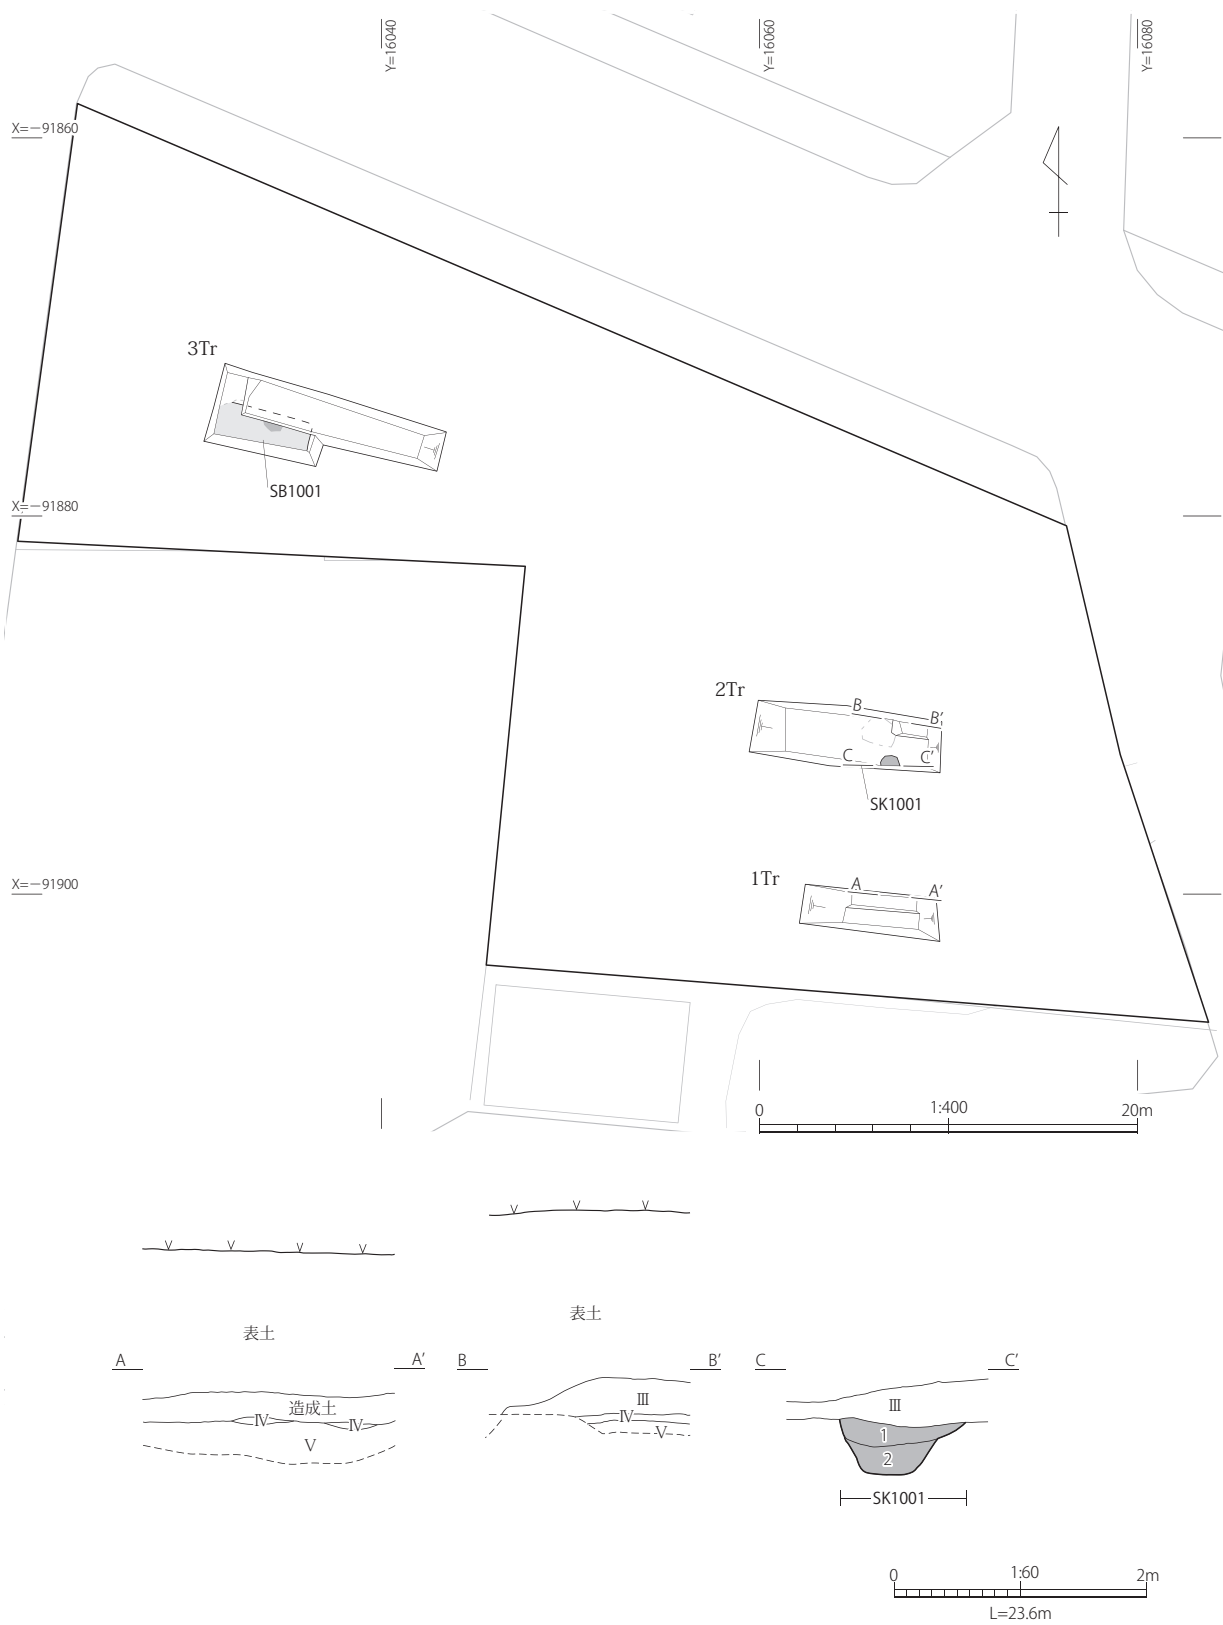 Y=16040
Y=16060
Y=16080
X=−91860
3Tr
SB1001
X=−91880
2Tr
B
B′
C
C′
SK1001
X=−91900
1Tr
A
A′
0
1:400
20m
表土
表土
A
A′
B
B′
C
C′
造成土
Ⅳ
Ⅳ
Ⅴ
Ⅲ
Ⅳ
Ⅴ
Ⅲ
1
2
SK1001
0
1:60
2m
L=23.6m